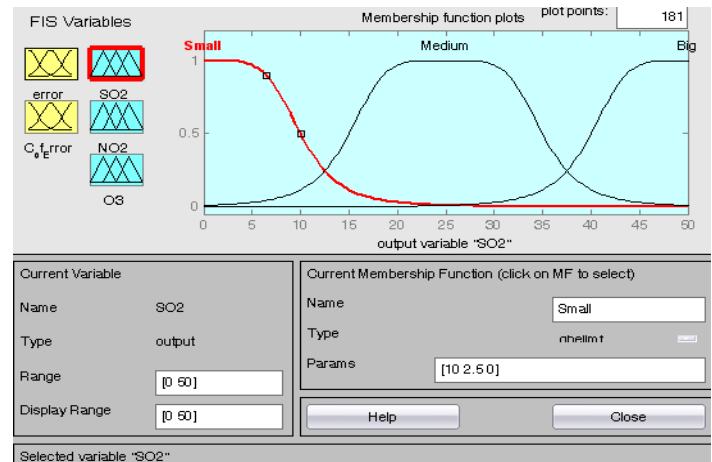 FIS Variables
Membership function plots
plot points:
181
Small
Medium
Big
error
SO2
C_of_Error
NO2
O3
1
0.5
0
0 5 10 15 20 25 30 35 40 45 50
output variable "SO2"
Current Variable
Name SO2
Type output
Range [0 50]
Display Range [0 50]
Current Membership Function (click on MF to select)
Name Small
Type gbellmf
Params [10 2.5 0]
Help Close
Selected variable "SO2"